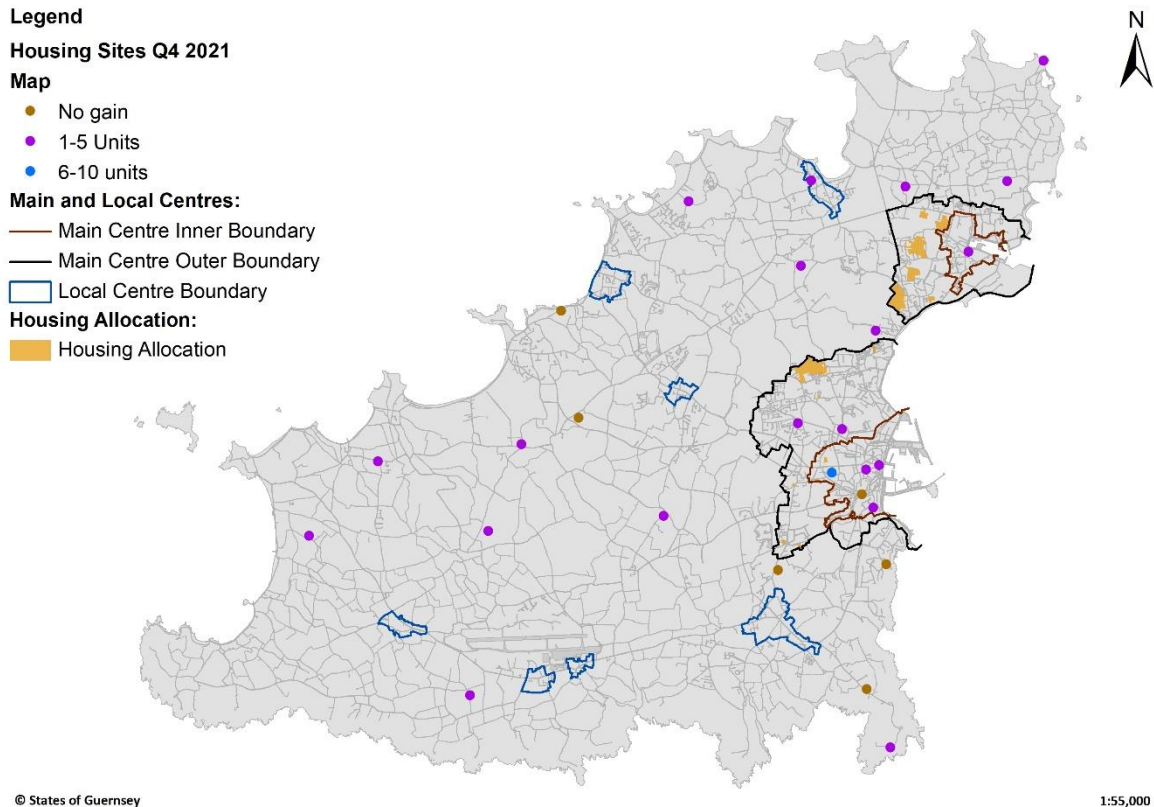 Legend
Housing Sites Q4 2021
Map
No gain
1-5 Units
6-10 units
Main and Local Centres:
Main Centre Inner Boundary
Main Centre Outer Boundary
Local Centre Boundary
Housing Allocation:
Housing Allocation
N
© States of Guernsey
1:55,000